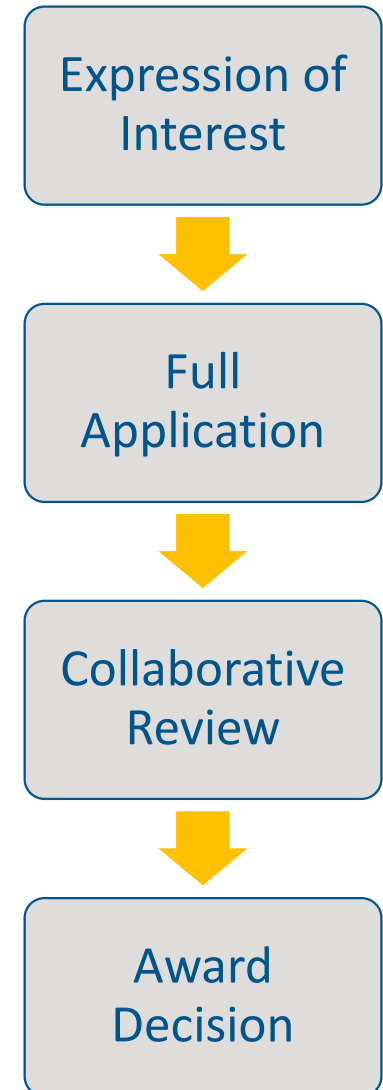 Expression of
Interest
Full
Application
Collaborative
Review
Award
Decision